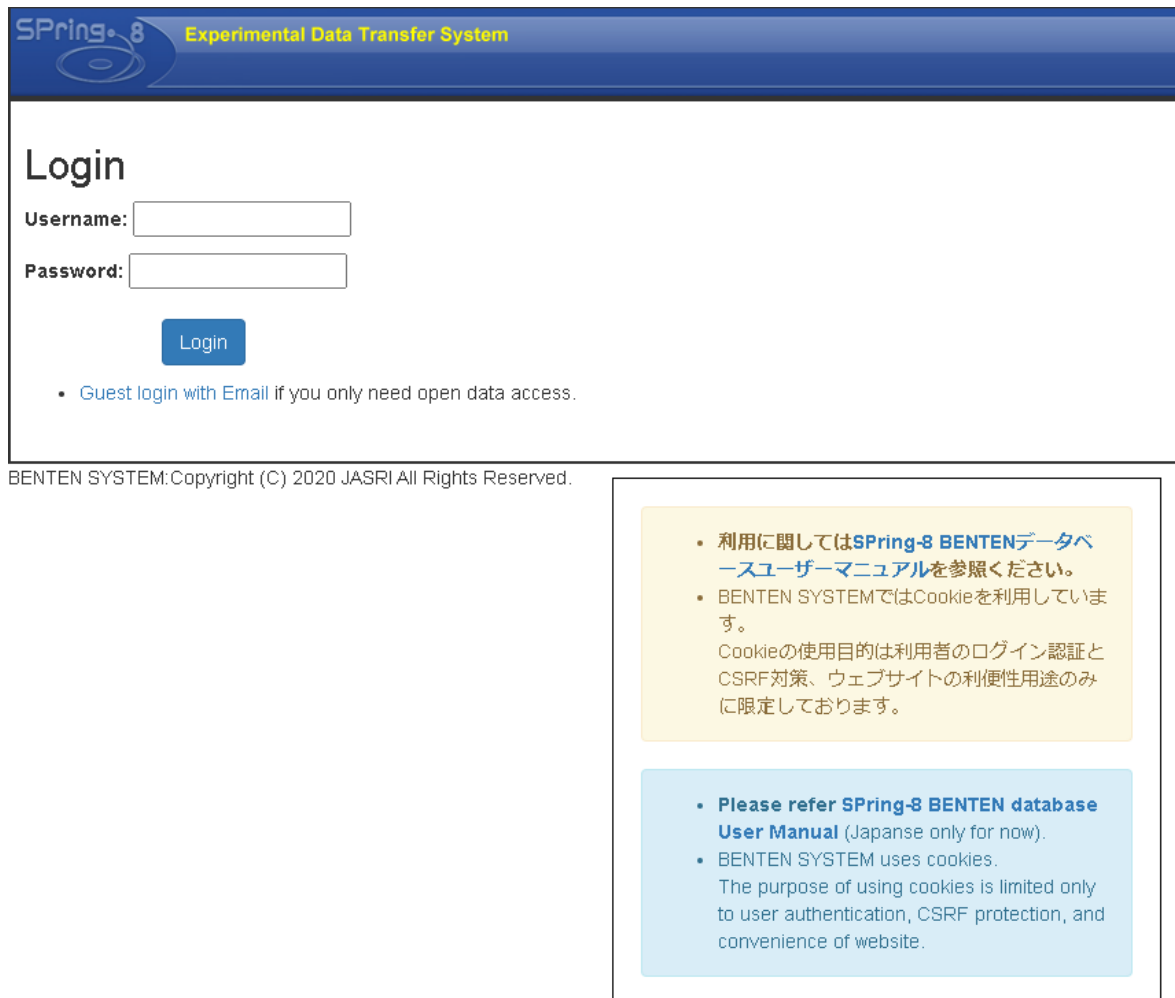 SPring-8
Experimental Data Transfer System
Login
Username:
Password:
Login
Guest login with Email if you only need open data access.
BENTEN SYSTEM:Copyright (C) 2020 JASRI All Rights Reserved.
利用に関してはSPring-8 BENTENデータベ
ースユーザーマニュアルを参照ください。
BENTEN SYSTEMではCookieを利用していま
す。
Cookieの使用目的は利用者のログイン認証と
CSRF対策、ウェブサイトの利便性用途のみ
に限定しております。
Please refer SPring-8 BENTEN database
User Manual (Japanse only for now).
BENTEN SYSTEM uses cookies.
The purpose of using cookies is limited only
to user authentication, CSRF protection, and
convenience of website.